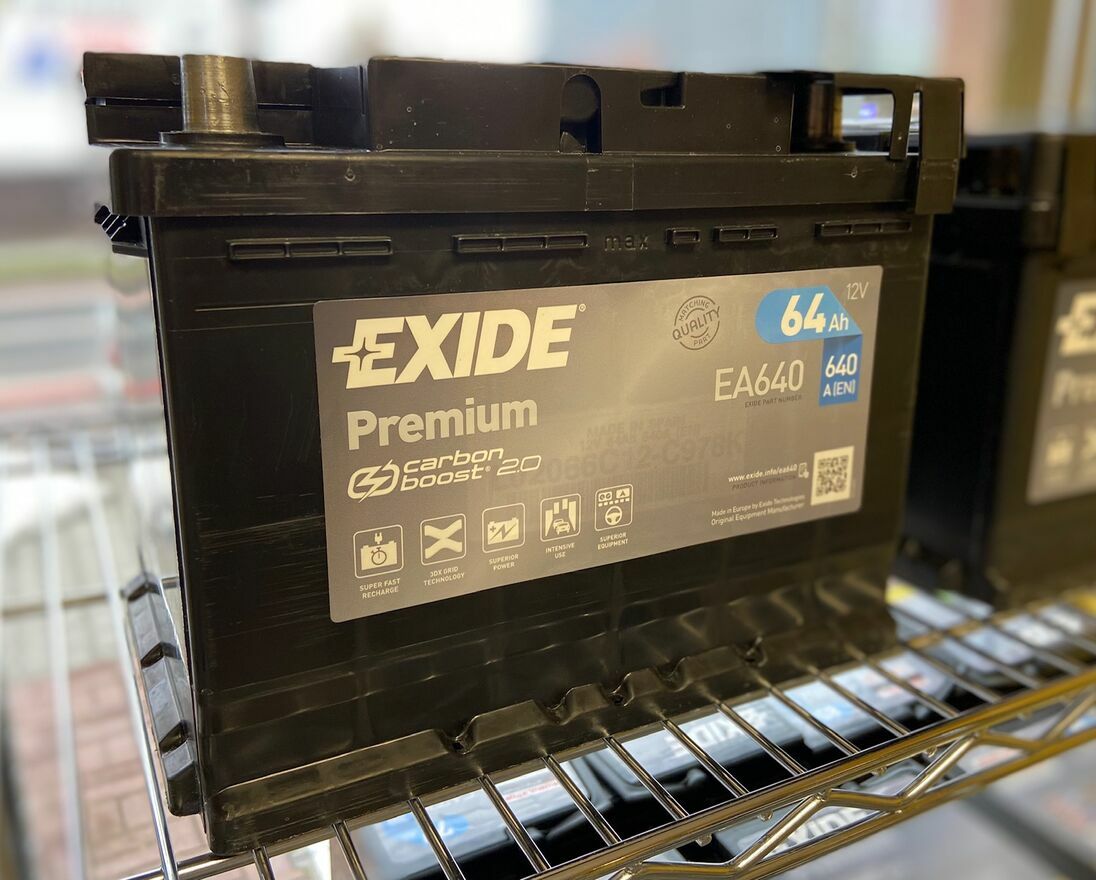 max
EXIDE®
Premium
carbon
boost® 2.0
MATCHING
QUALITY
PART
12V
64 Ah
640
A (EN)
EA640
EXIDE PART NUMBER
www.exide.info/ea640
PRODUCT INFORMATION
Made in Europe by Exide Technologies
Original Equipment Manufacturer
SUPER FAST
RECHARGE
3DX GRID
TECHNOLOGY
SUPERIOR
POWER
INTENSIVE
USE
SUPERIOR
EQUIPMENT